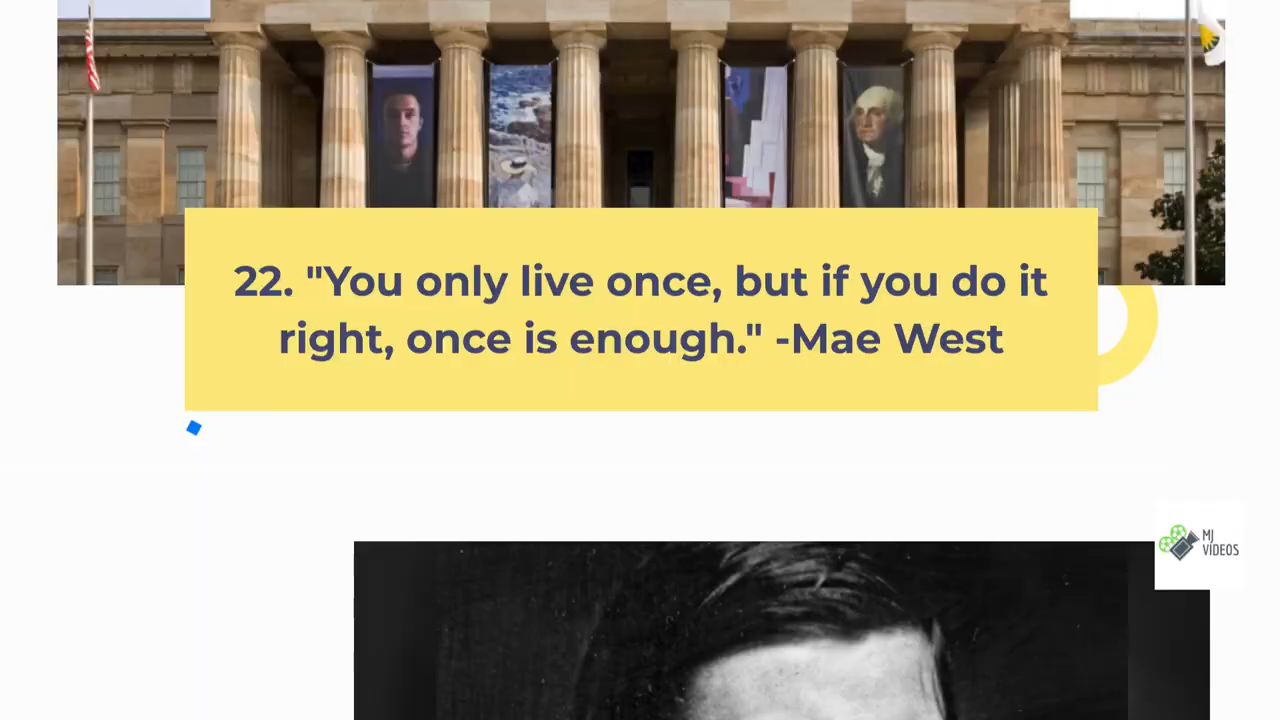 22. "You only live once, but if you do it
right, once is enough." -Mae West
MJ
VIDEOS